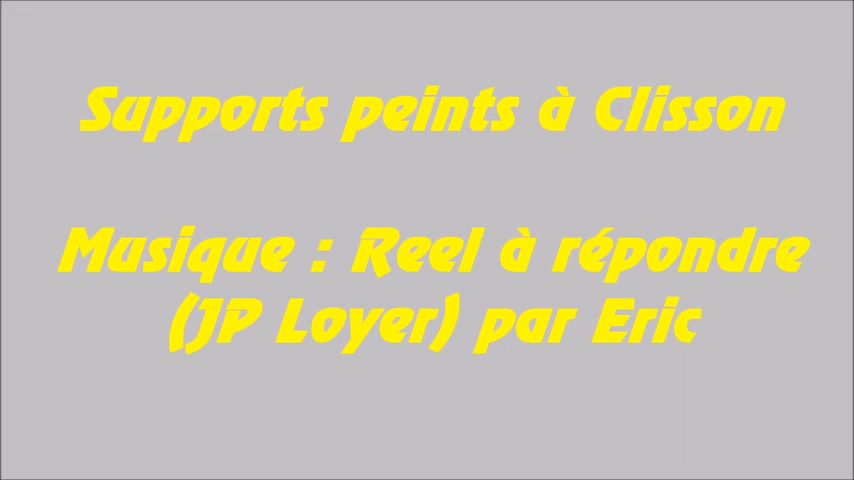 Supports peints à Clisson
Musique : Reel à répondre
(JP Loyer) par Eric